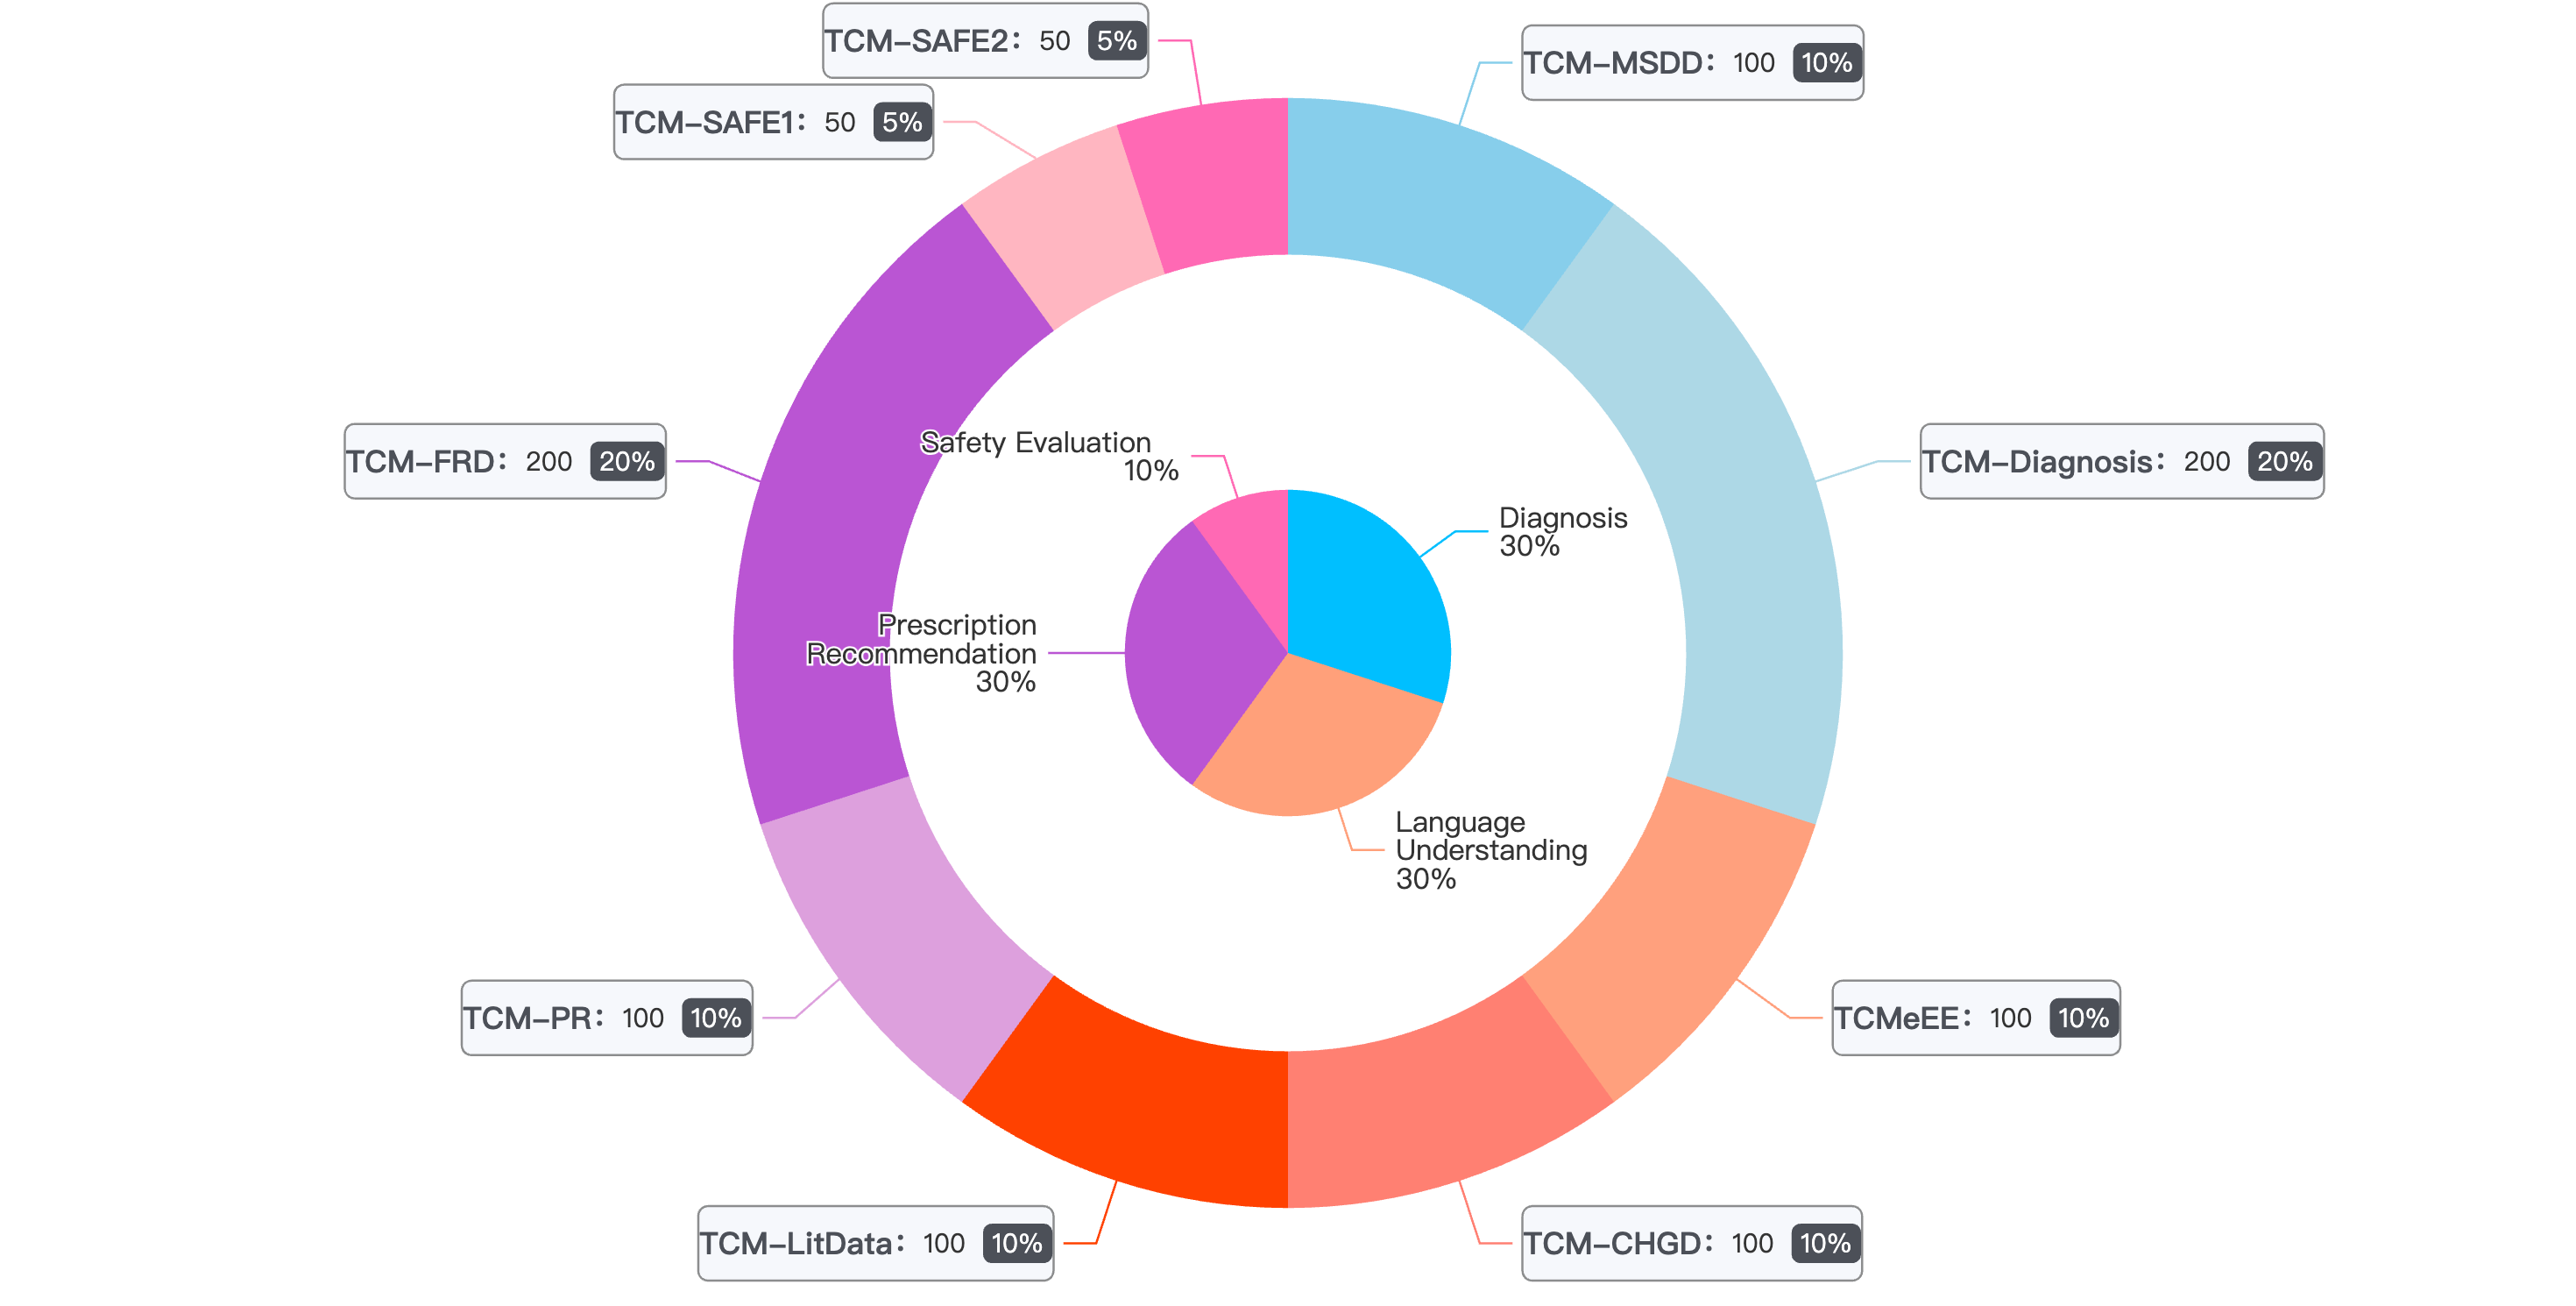 TCM-SAFE2: 50 5%
TCM-MSDD: 100 10%
TCM-SAFE1: 50 5%
TCM-FRD: 200 20%
Safety Evaluation
10%
Diagnosis
30%
TCM-Diagnosis: 200 20%
Prescription
Recommendation
30%
Language
Understanding
30%
TCM-PR: 100 10%
TCMeEE: 100 10%
TCM-LitData: 100 10%
TCM-CHGD: 100 10%